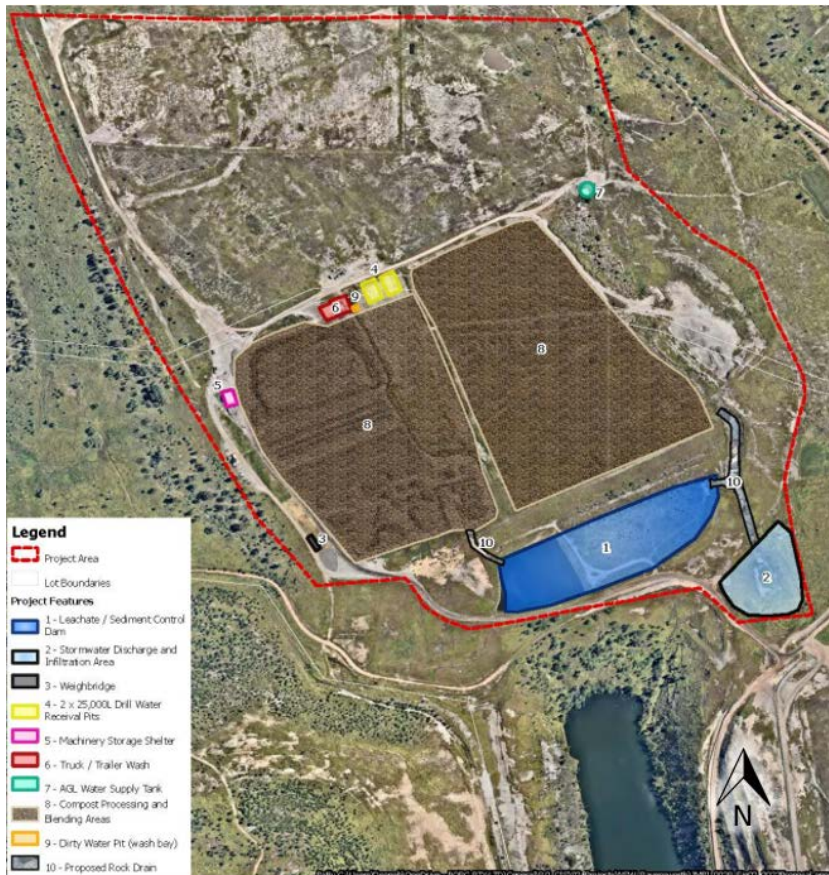 7
4
9
6
8
5
8
10
3
10
1
2
Legend
Project Area
Lot Boundaries
Project Features
1 - Leachate / Sediment Control
Dam
2 - Stormwater Discharge and
Infiltration Area
3 - Weighbridge
4 - 2 x 25,000L Drill Water
Receival Pits
5 - Machinery Storage Shelter
6 - Truck / Trailer Wash
7 - AGL Water Supply Tank
8 - Compost Processing and
Blending Areas
9 - Dirty Water Pit (wash bay)
10 - Proposed Rock Drain
N